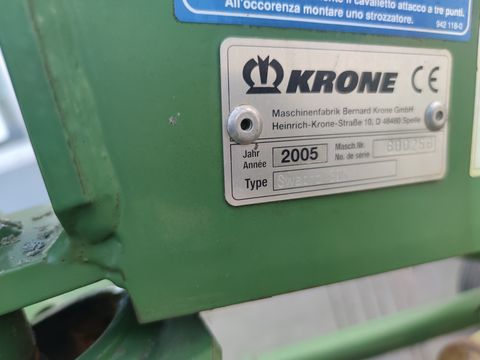 All'occorenza montare uno strozzatore.
942 118-0
KRONE CE
Maschinenfabrik Bernard Krone GmbH
Heinrich-Krone-Straße 10, D 48480 Spelle
Jahr
Année
2005
Masch.Nr.
No. de série
Type